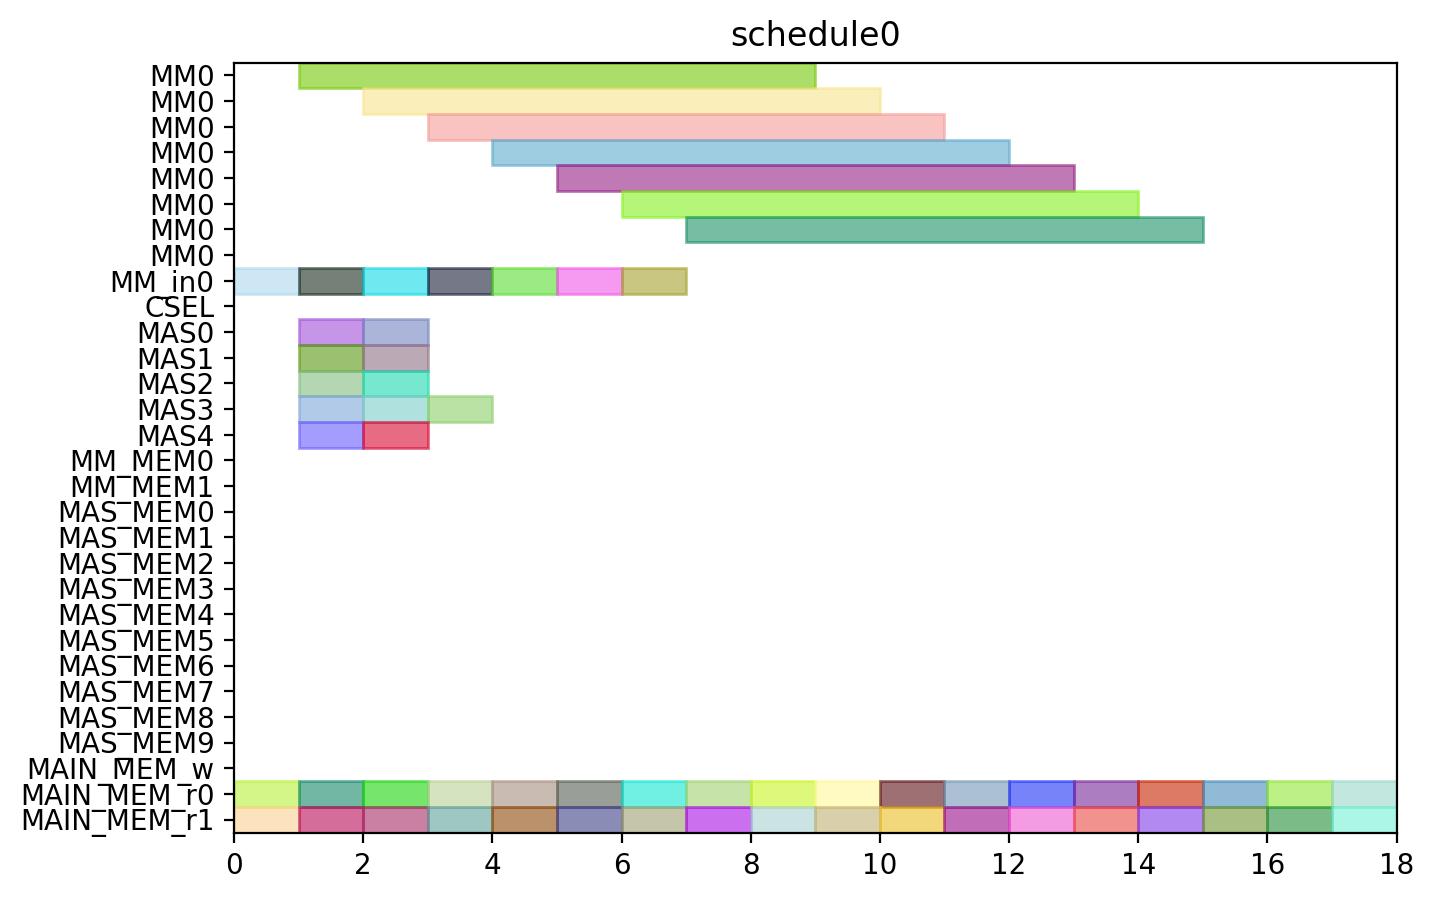 schedule0
MM0
MM0
MM0
MM0
MM0
MM0
MM0
MM0
MM_in0
CSEL
MAS0
MAS1
MAS2
MAS3
MAS4
MM_MEM0
MM_MEM1
MAS_MEM0
MAS_MEM1
MAS_MEM2
MAS_MEM3
MAS_MEM4
MAS_MEM5
MAS_MEM6
MAS_MEM7
MAS_MEM8
MAS_MEM9
MAIN_MEM_w
MAIN_MEM_r0
MAIN_MEM_r1
0 2 4 6 8 10 12 14 16 18